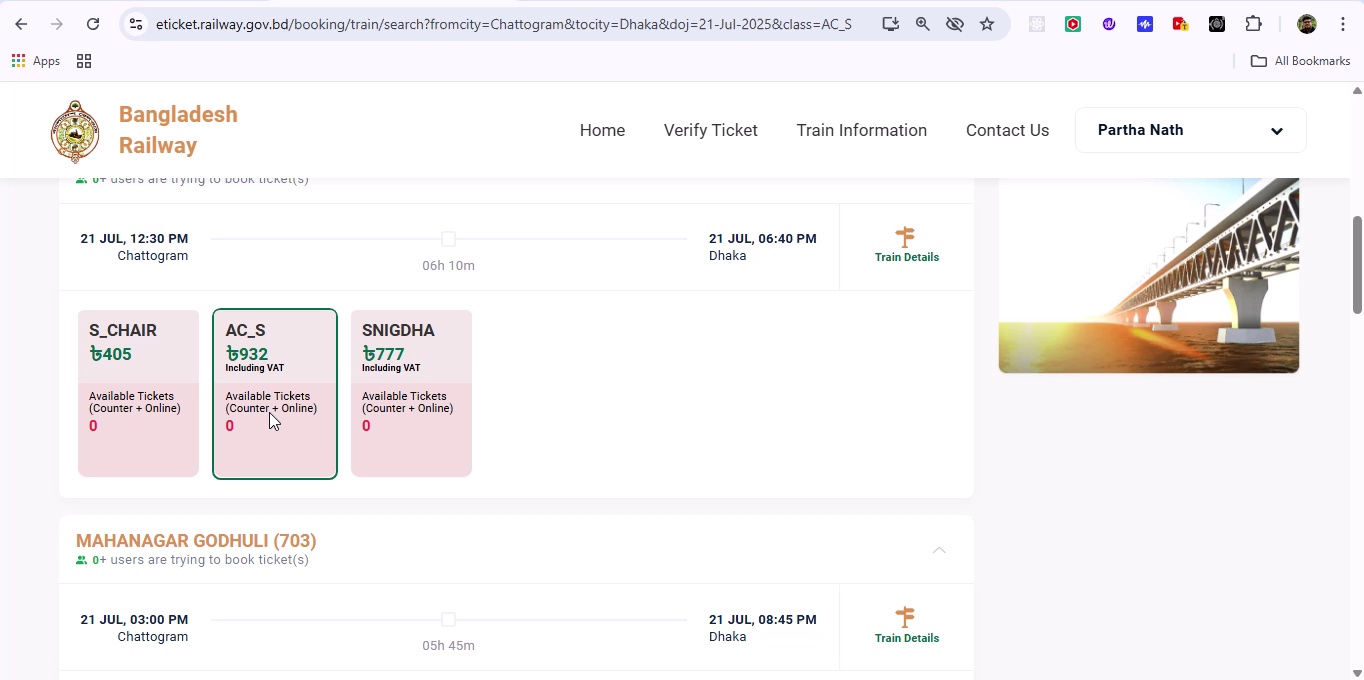 eticket.railway.gov.bd/booking/train/search?fromcity=Chattogram&tocity=Dhaka&doj=21-Jul-2025&class=AC_S
Apps
All Bookmarks
Bangladesh
Railway
Home
Verify Ticket
Train Information
Contact Us
Partha Nath
0+ users are trying to book ticket(s)
21 JUL, 12:30 PM
Chattogram
06h 10m
21 JUL, 06:40 PM
Dhaka
Train Details
S_CHAIR
৳405
Available Tickets
(Counter + Online)
0
AC_S
৳932
Including VAT
Available Tickets
(Counter + Online)
0
SNIGDHA
৳777
Including VAT
Available Tickets
(Counter + Online)
0
MAHANAGAR GODHULI (703)
0+ users are trying to book ticket(s)
21 JUL, 03:00 PM
Chattogram
05h 45m
21 JUL, 08:45 PM
Dhaka
Train Details